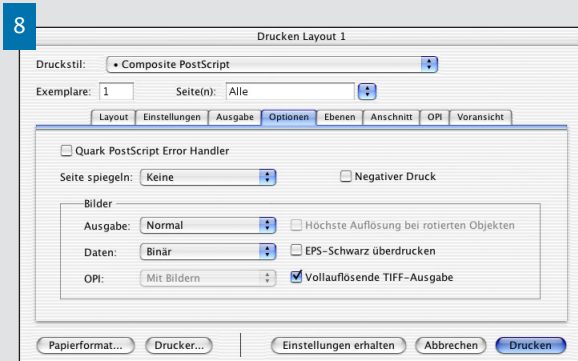 8
Drucken Layout 1
Druckstil: • Composite PostScript
Exemplare: 1 Seite(n): Alle
Layout Einstellungen Ausgabe Optionen Ebenen Anschnitt OPI Voransicht
Quark PostScript Error Handler
Seite spiegeln: Keine Negativer Druck
Bilder
Ausgabe: Normal Höchste Auflösung bei rotierten Objekten
Daten: Binär EPS-Schwarz überdrucken
OPI: Mit Bildern Vollauflösende TIFF-Ausgabe
Papierformat... Drucker... Einstellungen erhalten Abbrechen Drucken